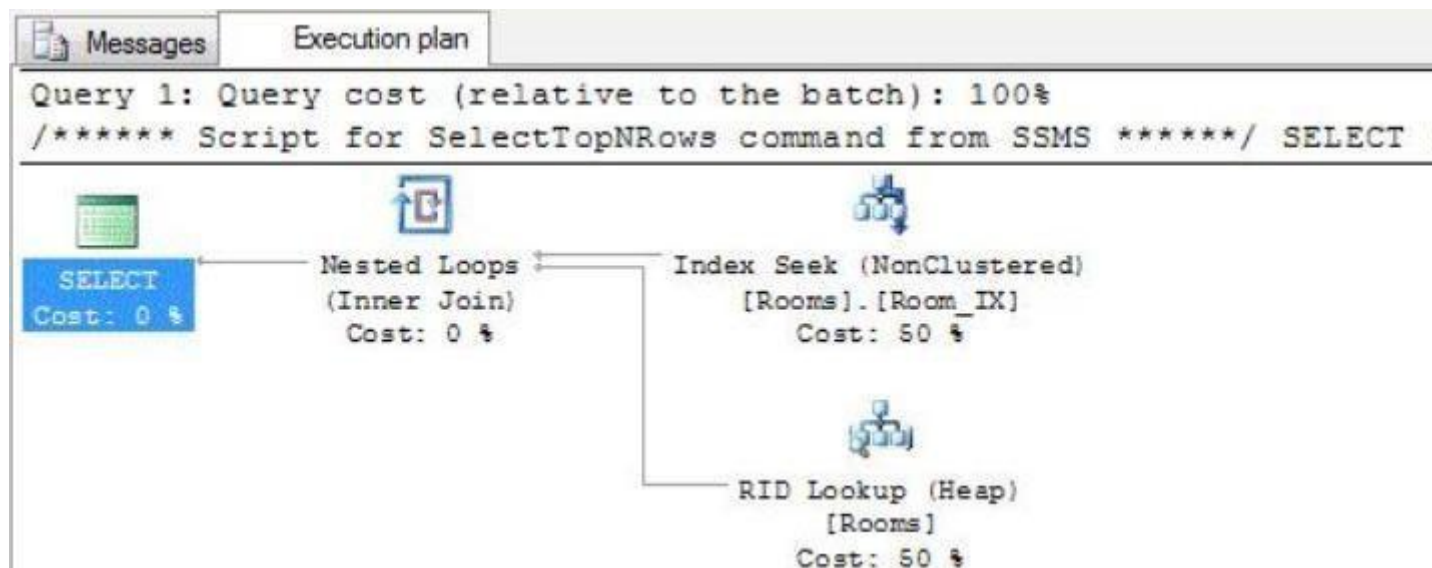 Messages
Execution plan
Query 1: Query cost (relative to the batch): 100%
/****** Script for SelectTopNRows command from SSMS ******/ SELECT
SELECT
Cost: 0 %
Nested Loops
(Inner Join)
Cost: 0 %
Index Seek (NonClustered)
[Rooms].[Room_IX]
Cost: 50 %
RID Lookup (Heap)
[Rooms]
Cost: 50 %